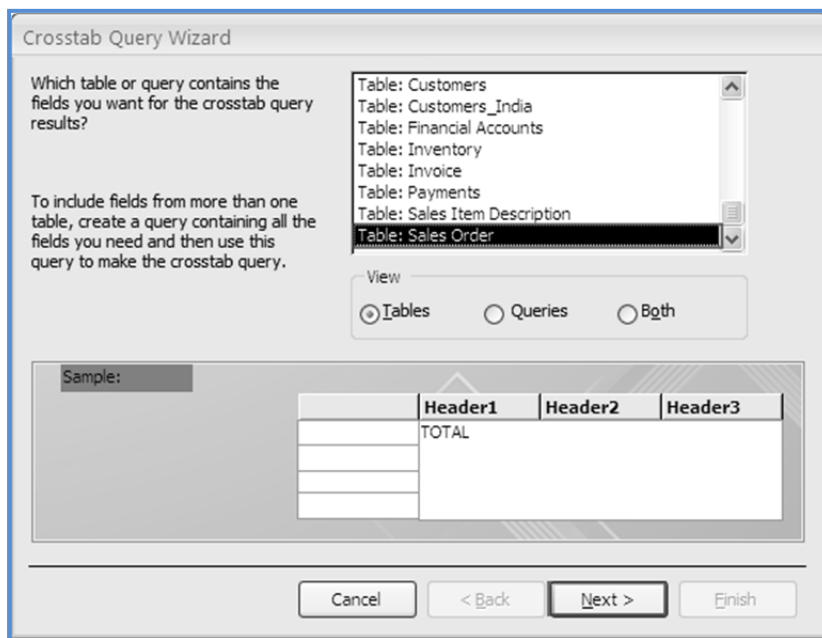 Crosstab Query Wizard
Which table or query contains the
fields you want for the crosstab query
results?
To include fields from more than one
table, create a query containing all the
fields you need and then use this
query to make the crosstab query.
Table: Customers
Table: Customers_India
Table: Financial Accounts
Table: Inventory
Table: Invoice
Table: Payments
Table: Sales Item Description
Table: Sales Order
View
Tables
Queries
Both
Sample:
Header1 Header2 Header3
TOTAL
Cancel
< Back
Next >
Finish